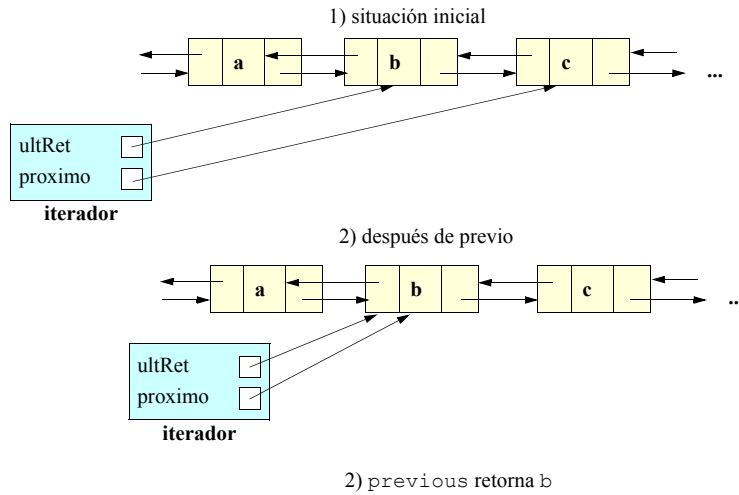 1) situación inicial
a b c ...
ultRet
proximo
iterador
2) después de previo
a b c ..
ultRet
proximo
iterador
2) previous retorna b